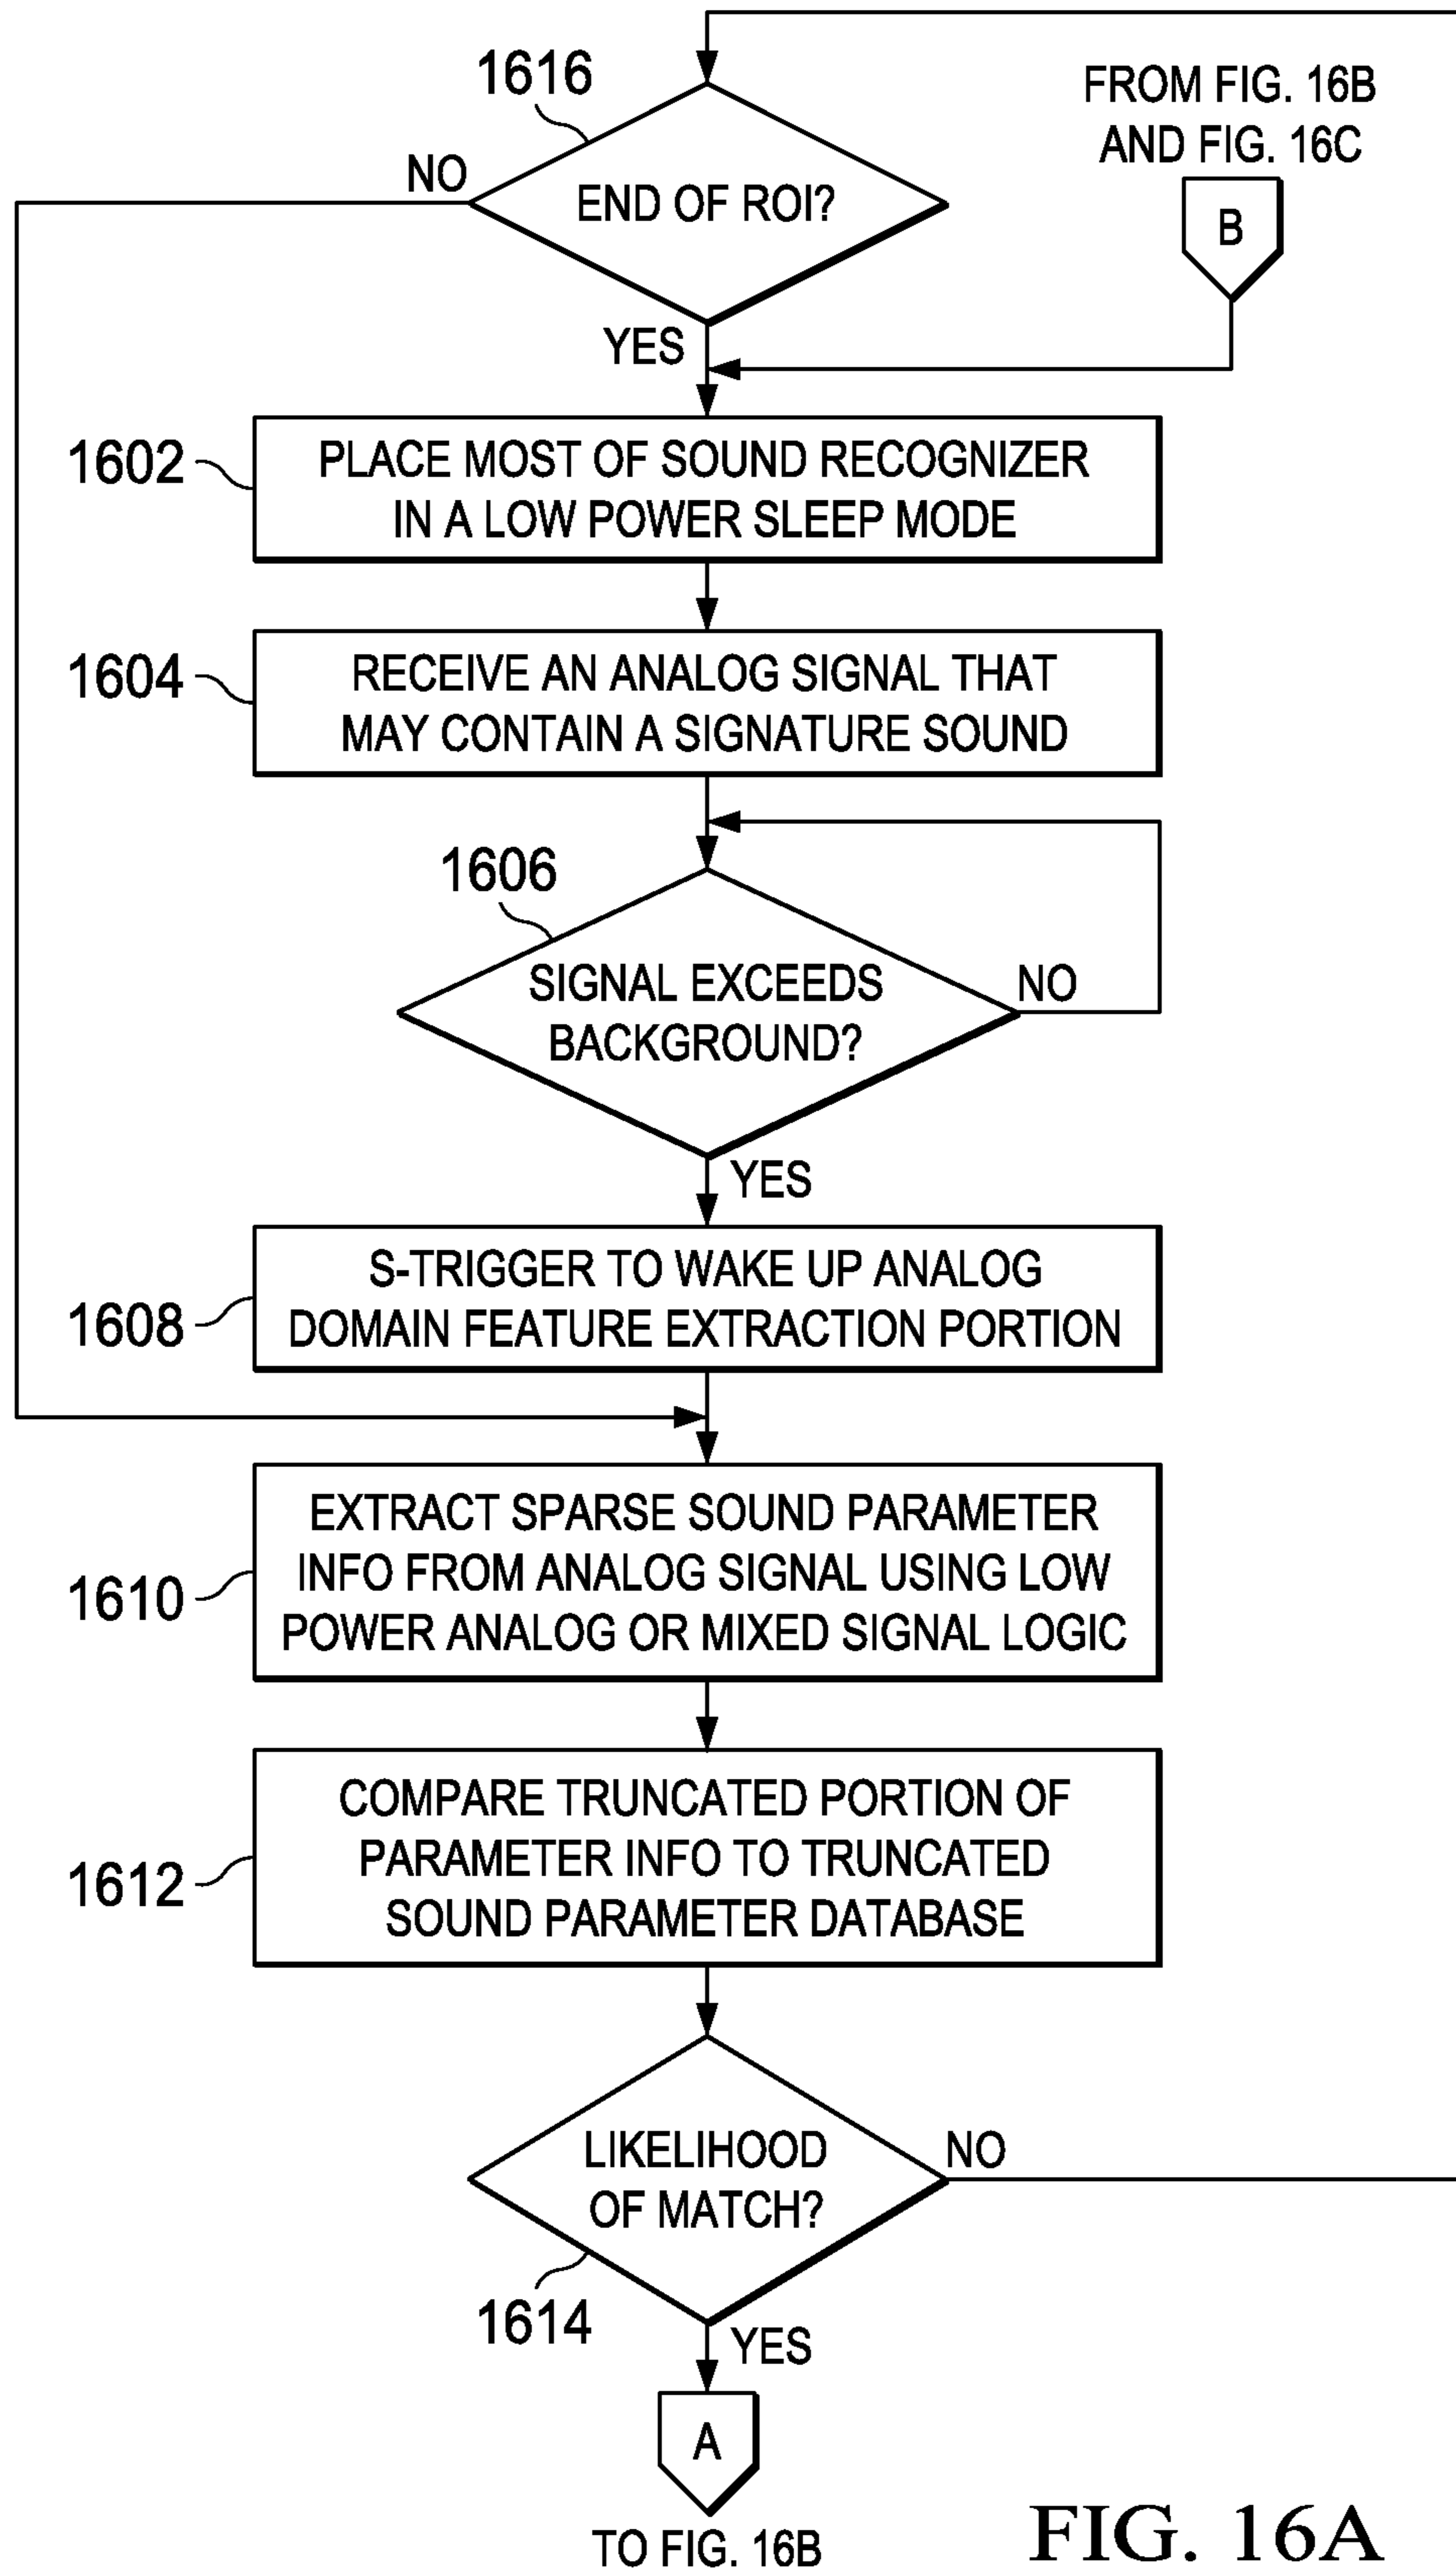 1616
FROM FIG. 16B
AND FIG. 16C
NO
END OF ROI?
B
YES
1602
PLACE MOST OF SOUND RECOGNIZER
IN A LOW POWER SLEEP MODE
1604
RECEIVE AN ANALOG SIGNAL THAT
MAY CONTAIN A SIGNATURE SOUND
1606
SIGNAL EXCEEDS
BACKGROUND?
NO
YES
1608
S-TRIGGER TO WAKE UP ANALOG
DOMAIN FEATURE EXTRACTION PORTION
1610
EXTRACT SPARSE SOUND PARAMETER
INFO FROM ANALOG SIGNAL USING LOW
POWER ANALOG OR MIXED SIGNAL LOGIC
1612
COMPARE TRUNCATED PORTION OF
PARAMETER INFO TO TRUNCATED
SOUND PARAMETER DATABASE
LIKELIHOOD
OF MATCH?
NO
1614
YES
A
TO FIG. 16B
FIG. 16A